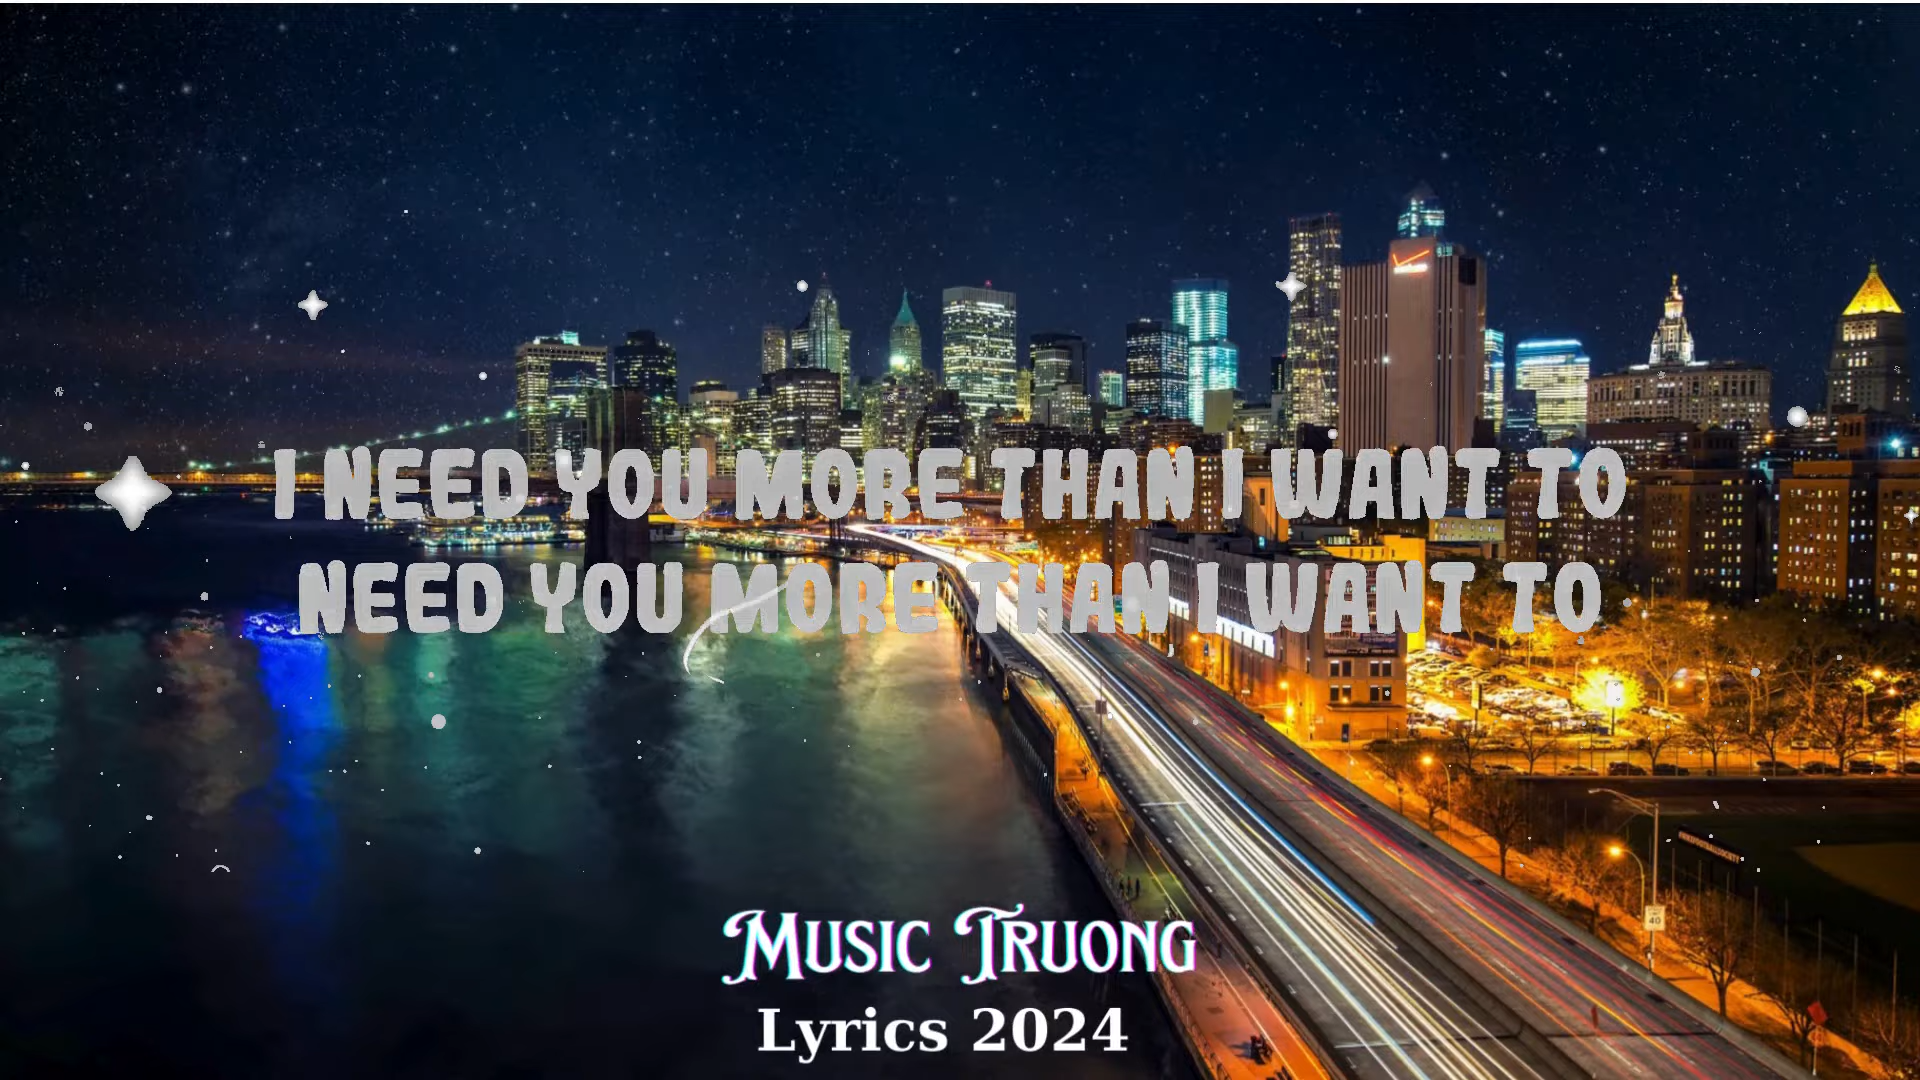 I NEED YOU MORE THAN I WANT TO
NEED YOU MORE THAN I WANT TO
MUSIC TRUONG
Lyrics 2024